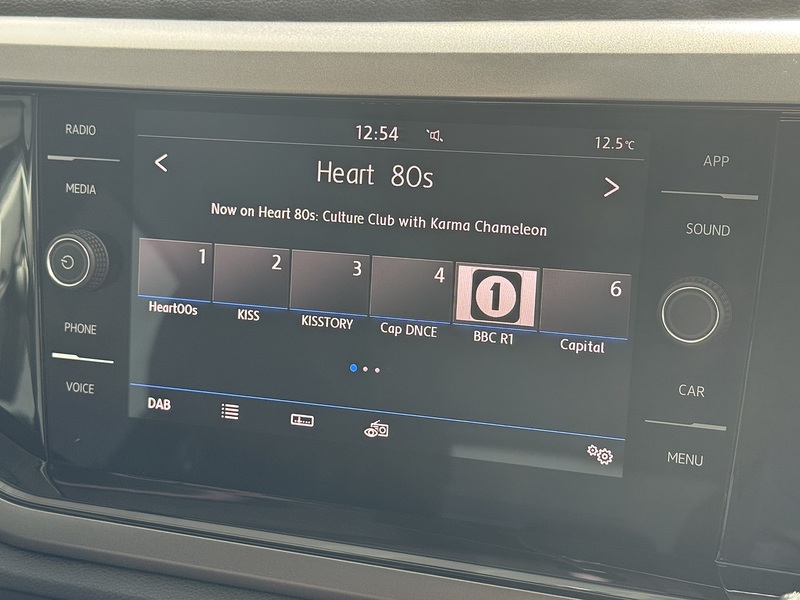 RADIO
MEDIA
PHONE
VOICE
12:54
12.5°C
<
Heart 80s
>
Now on Heart 80s: Culture Club with Karma Chameleon
1
2
3
4
1
6
Heart00s
KISS
KISSTORY
Cap DNCE
BBC R1
Capital
DAB
APP
SOUND
CAR
MENU